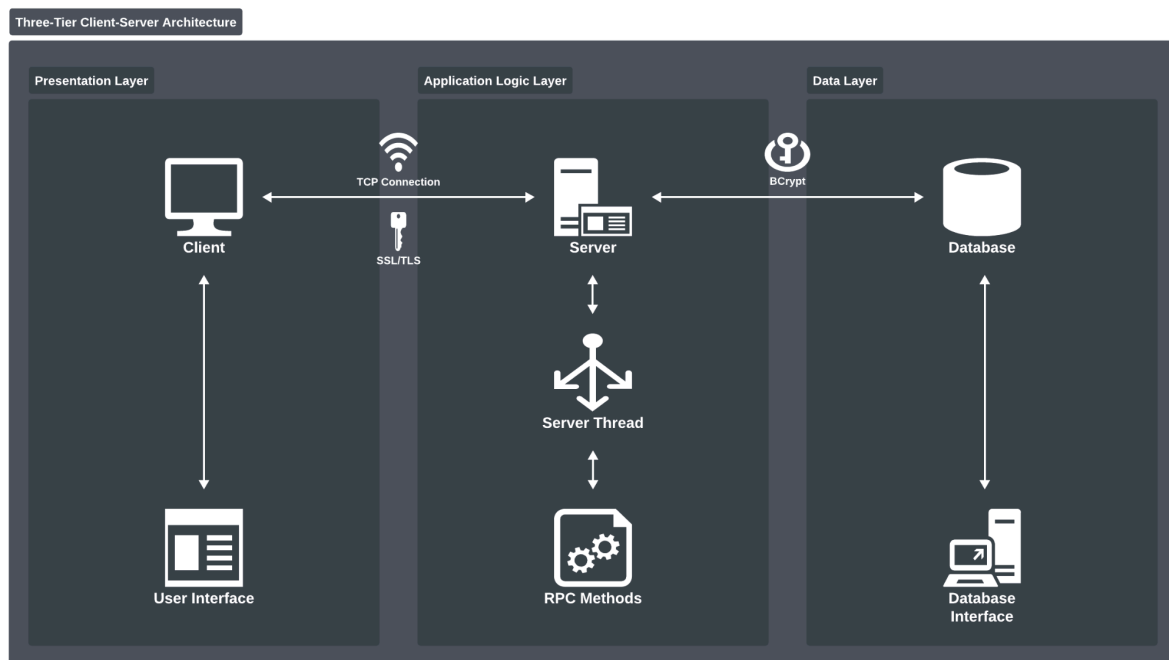 Three-Tier Client-Server Architecture
Presentation Layer
Application Logic Layer
Data Layer
TCP Connection
BCrypt
SSL/TLS
Client
Server
Database
Server Thread
User Interface
RPC Methods
Database
Interface